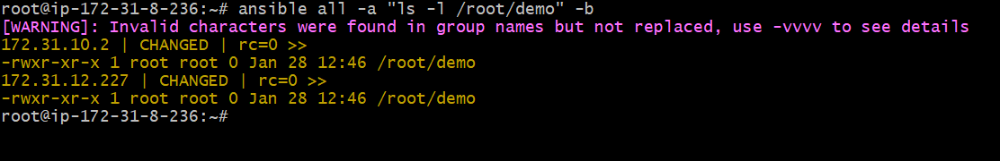 root@ip-172-31-8-236:~# ansible all -a "ls -l /root/demo" -b
[WARNING]: Invalid characters were found in group names but not replaced, use -vvvv to see details
172.31.10.2 | CHANGED | rc=0 >>
-rwxr-xr-x 1 root root 0 Jan 28 12:46 /root/demo
172.31.12.227 | CHANGED | rc=0 >>
-rwxr-xr-x 1 root root 0 Jan 28 12:46 /root/demo
root@ip-172-31-8-236:~#